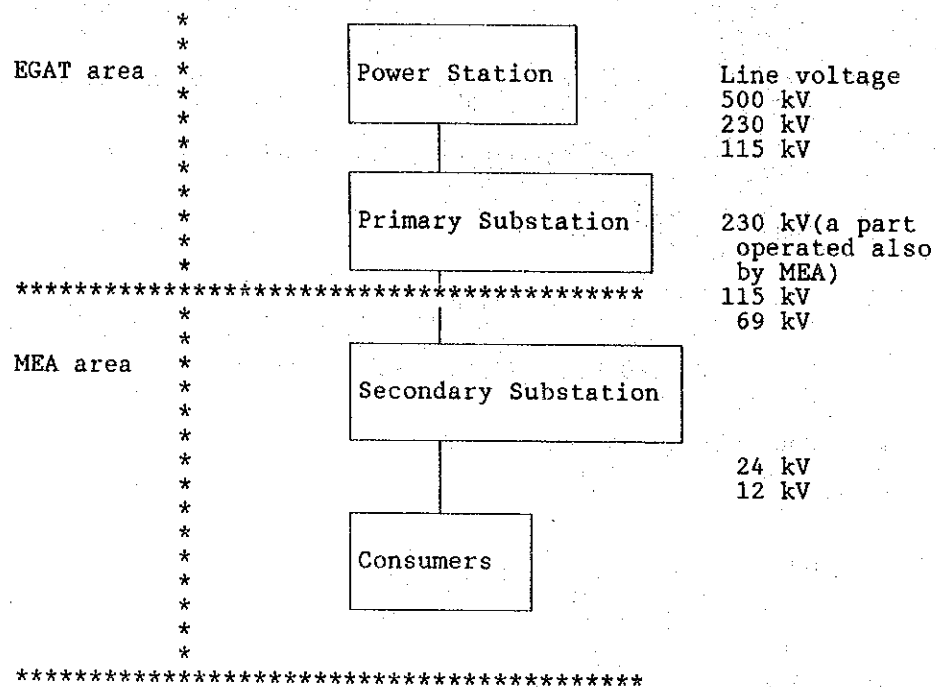 EGAT area
Power Station
Line voltage
500 kV
230 kV
115 kV
Primary Substation
230 kV(a part
operated also
by MEA)
115 kV
69 kV
MEA area
Secondary Substation
24 kV
12 kV
Consumers